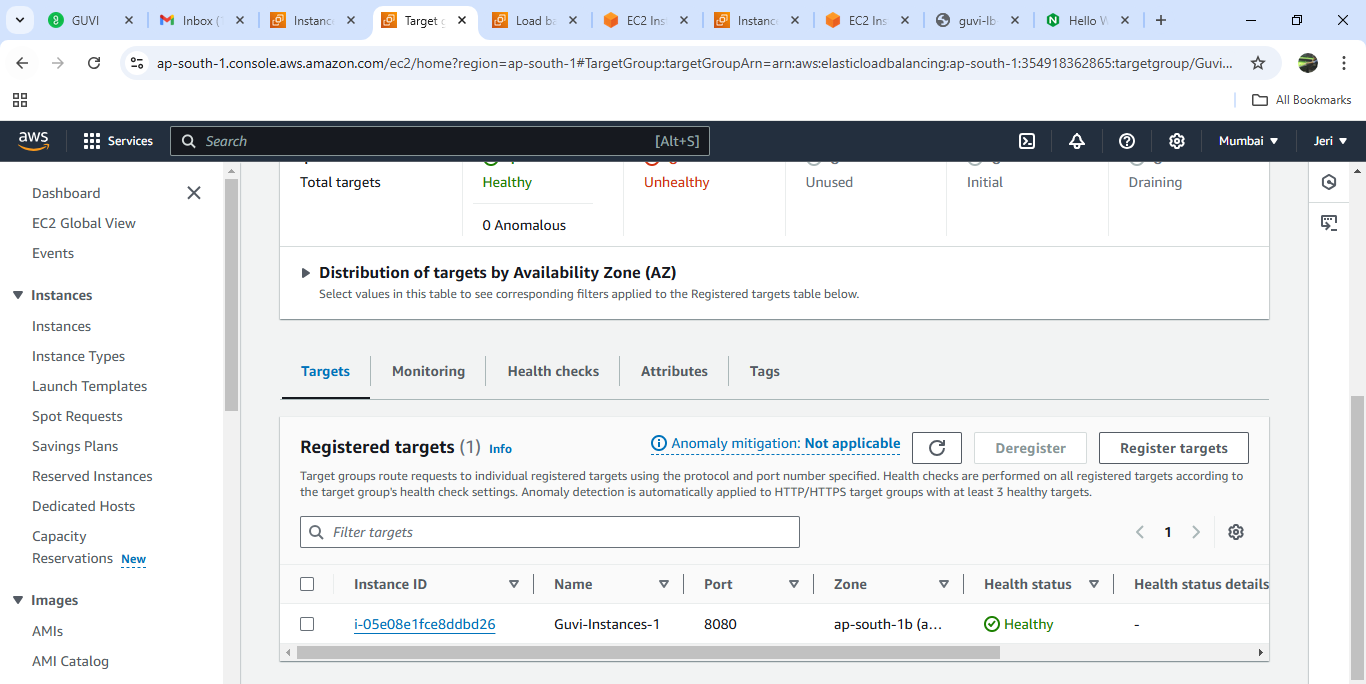 GUVI
Inbox (
Instance
Target g
Load ba
EC2 Ins
Instance
EC2 Ins
guvi-lb-
Hello W
ap-south-1.console.aws.amazon.com/ec2/home?region=ap-south-1#TargetGroup:targetGroupArn=arn:aws:elasticloadbalancing:ap-south-1:354918362865:targetgroup/Guvi...
All Bookmarks
aws
Services
Search
[Alt+S]
Mumbai
Jeri
Dashboard
EC2 Global View
Events
Instances
Instances
Instance Types
Launch Templates
Spot Requests
Savings Plans
Reserved Instances
Dedicated Hosts
Capacity
Reservations New
Images
AMIs
AMI Catalog
Total targets
Healthy
Unhealthy
Unused
Initial
Draining
0 Anomalous
Distribution of targets by Availability Zone (AZ)
Select values in this table to see corresponding filters applied to the Registered targets table below.
Targets
Monitoring
Health checks
Attributes
Tags
Registered targets (1) Info
Anomaly mitigation: Not applicable
Deregister
Register targets
Target groups route requests to individual registered targets using the protocol and port number specified. Health checks are performed on all registered targets according to
the target group's health check settings. Anomaly detection is automatically applied to HTTP/HTTPS target groups with at least 3 healthy targets.
Filter targets
1
Instance ID
Name
Port
Zone
Health status
Health status details
i-05e08e1fce8ddbd26
Guvi-Instances-1
8080
ap-south-1b (a...
Healthy
-